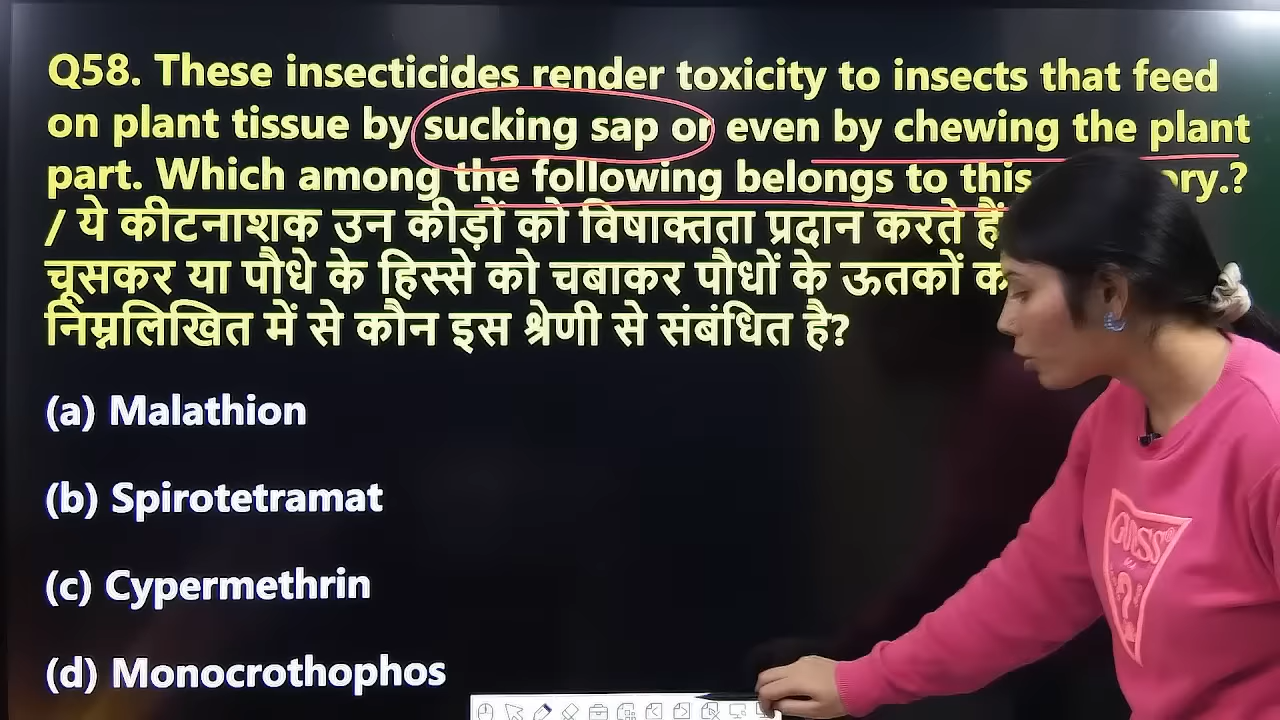 Q58. These insecticides render toxicity to insects that feed
on plant tissue by sucking sap or even by chewing the plant
part. Which among the following belongs to this ory.?
/ ये कीटनाशक उन कीड़ों को विषाक्तता प्रदान करते हैं
चूसकर या पौधे के हिस्से को चबाकर पौधों के ऊतकों
निम्नलिखित में से कौन इस श्रेणी से संबंधित है?
(a) Malathion
(b) Spirotetramat
(c) Cypermethrin
(d) Monocrothophos
GUESS
?